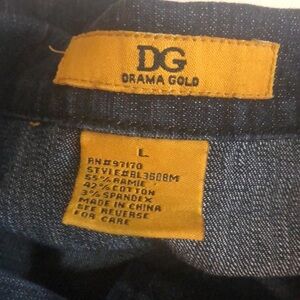 DG
DRAMA GOLD
L
RN#97170
STYLE#BL3688M
55% RAMIE
42% COTTON
3% SPANDEX
MADE IN CHINA
SEE REVERSE
FOR CARE